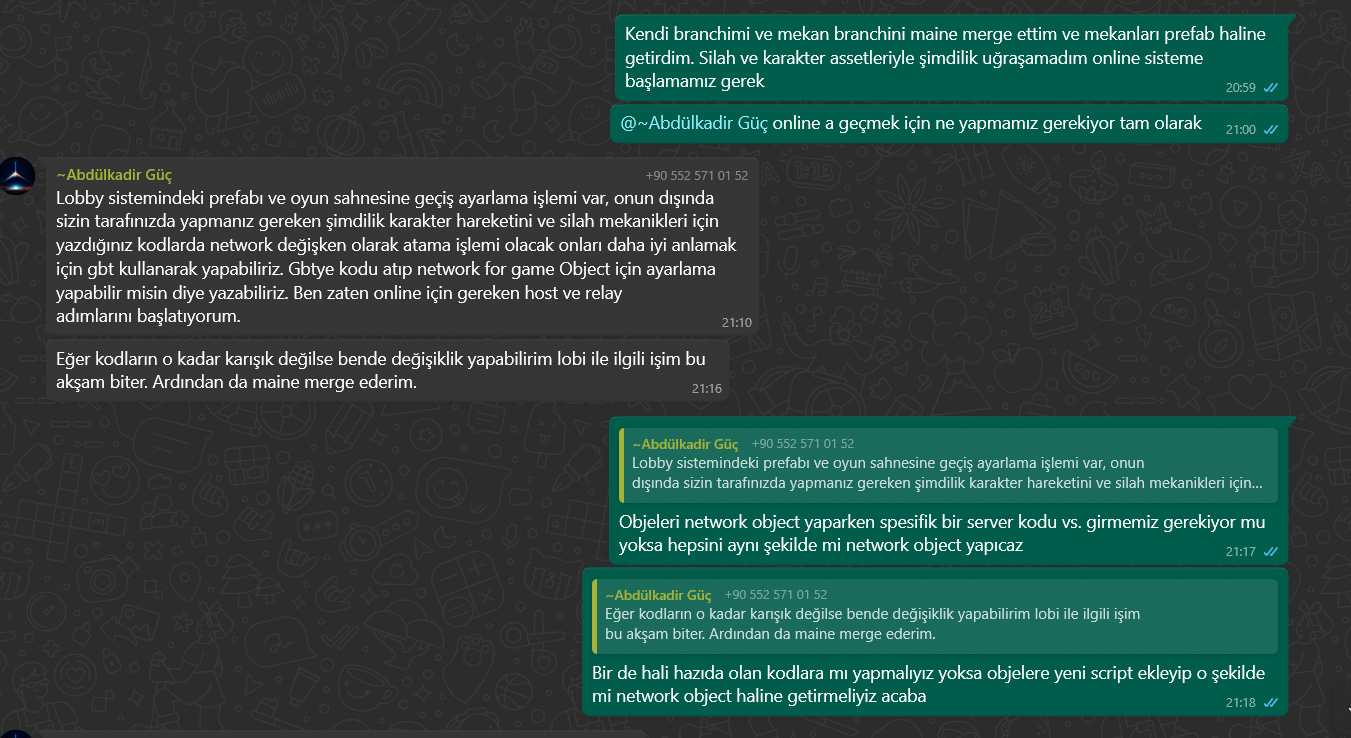 Kendi branchimi ve mekan branchini maine merge ettim ve mekanları prefab haline
getirdim. Silah ve karakter assetleriyle şimdilik uğraşamadım online sisteme
başlamamız gerek
20:59
@~Abdülkadir Güç online a geçmek için ne yapmamız gerekiyor tam olarak
21:00
~Abdülkadir Güç +90 552 571 01 52
Lobby sistemindeki prefabı ve oyun sahnesine geçiş ayarlama işlemi var, onun dışında
sizin tarafınızda yapmanız gereken şimdilik karakter hareketini ve silah mekanikleri için
yazdığınız kodlarda network değişken olarak atama işlemi olacak onları daha iyi anlamak
için gbt kullanarak yapabiliriz. Gbtye kodu atıp network for game Object için ayarlama
yapabilir misin diye yazabiliriz. Ben zaten online için gereken host ve relay
adımlarını başlatıyorum.
21:10
Eğer kodların o kadar karışık değilse bende değişiklik yapabilirim lobi ile ilgili işim bu
akşam biter. Ardından da maine merge ederim.
21:16
~Abdülkadir Güç +90 552 571 01 52
Lobby sistemindeki prefabı ve oyun sahnesine geçiş ayarlama işlemi var, onun
dışında sizin tarafınızda yapmanız gereken şimdilik karakter hareketini ve silah mekanikleri için...
Objeleri network object yaparken spesifik bir server kodu vs. girmemiz gerekiyor mu
yoksa hepsini aynı şekilde mi network object yapıcaz
21:17
~Abdülkadir Güç +90 552 571 01 52
Eğer kodların o kadar karışık değilse bende değişiklik yapabilirim lobi ile ilgili işim
bu akşam biter. Ardından da maine merge ederim.
Bir de hali hazıda olan kodlara mı yapmalıyız yoksa objelere yeni script ekleyip o şekilde
mi network object haline getirmeliyiz acaba
21:18